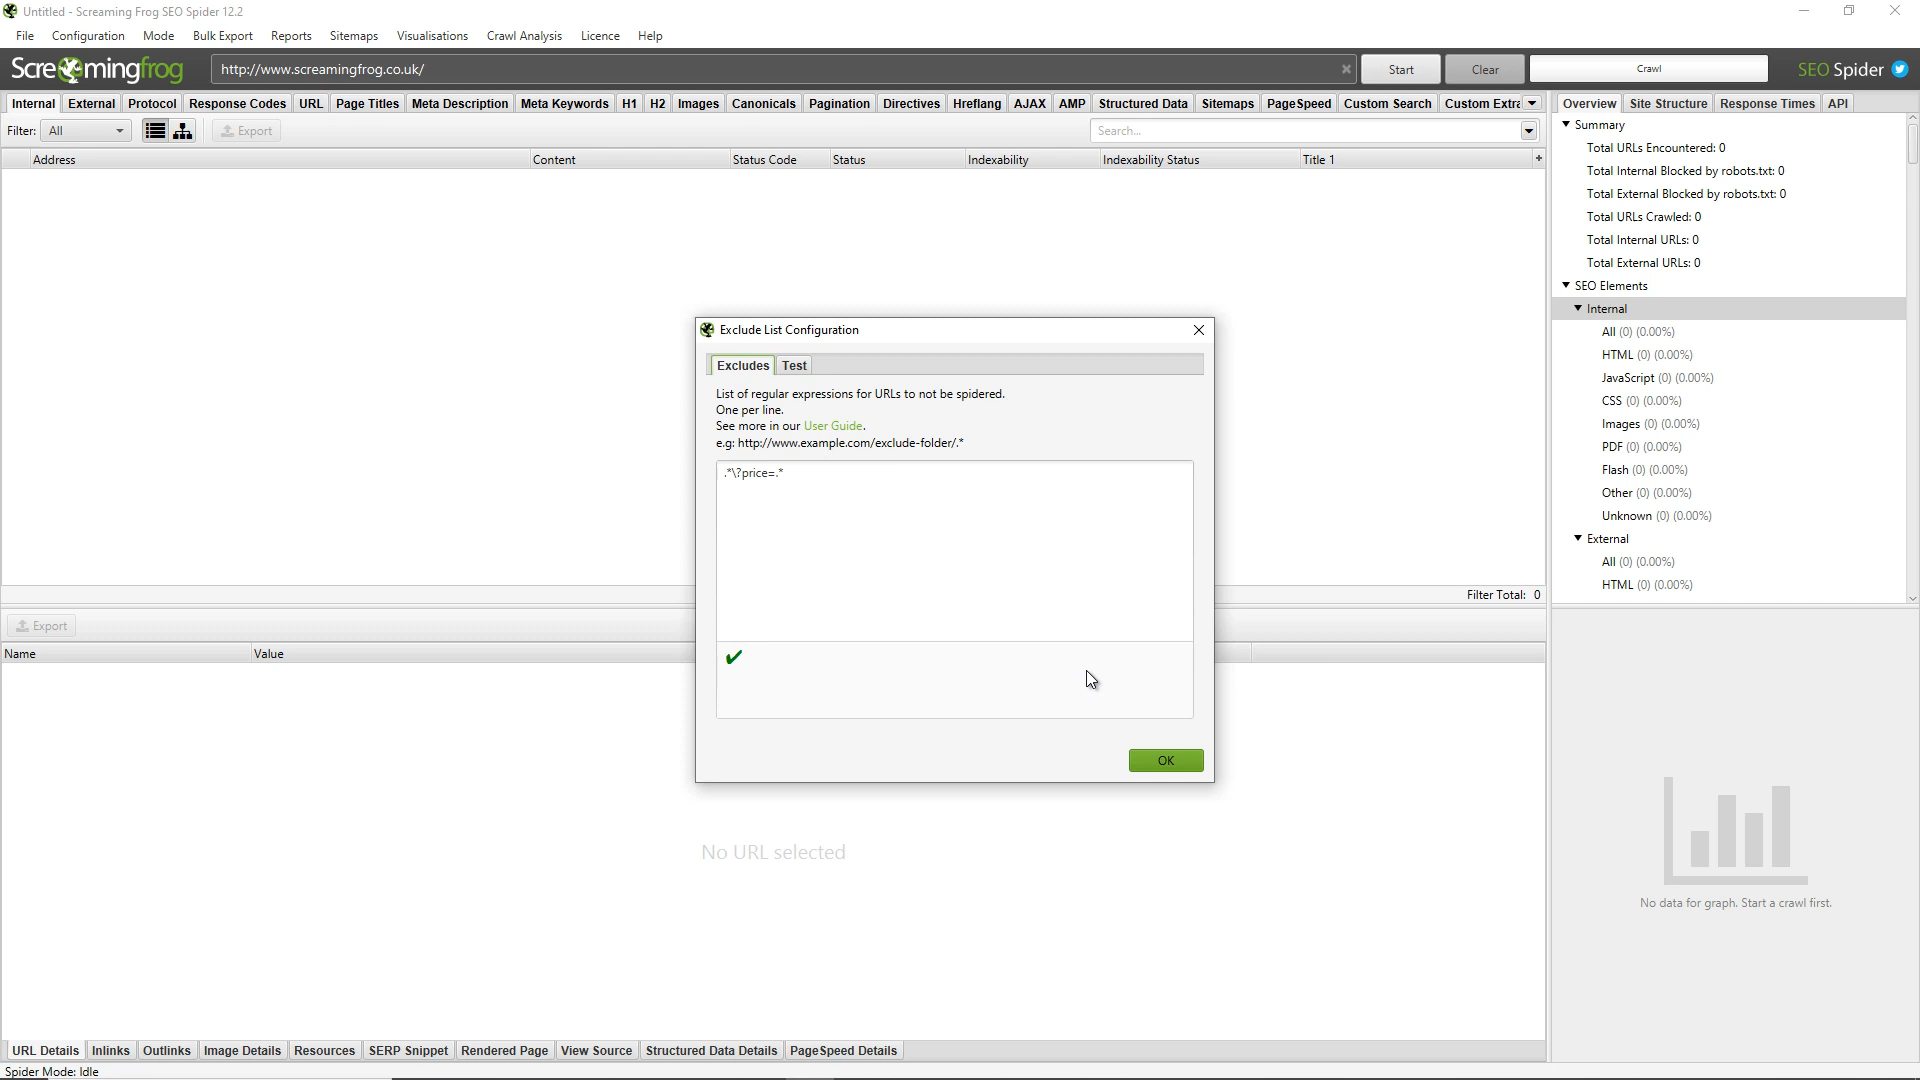 Untitled - Screaming Frog SEO Spider 12.2
File Configuration Mode Bulk Export Reports Sitemaps Visualisations Crawl Analysis Licence Help
Screamingfrog http://www.screamingfrog.co.uk/ Start Clear Crawl SEO Spider
Internal External Protocol Response Codes URL Page Titles Meta Description Meta Keywords H1 H2 Images Canonicals Pagination Directives Hreflang AJAX AMP Structured Data Sitemaps PageSpeed Custom Search Custom Extra
Filter: All Export Search...
Address Content Status Code Status Indexability Indexability Status Title 1 +
Filter Total: 0
Exclude List Configuration
Excludes Test
List of regular expressions for URLs to not be spidered.
One per line.
See more in our User Guide.
e.g: http://www.example.com/exclude-folder/.*
.*\?price=.*
OK
Export
Name Value
No URL selected
URL Details Inlinks Outlinks Image Details Resources SERP Snippet Rendered Page View Source Structured Data Details PageSpeed Details
Spider Mode: Idle
Overview Site Structure Response Times API
Summary
Total URLs Encountered: 0
Total Internal Blocked by robots.txt: 0
Total External Blocked by robots.txt: 0
Total URLs Crawled: 0
Total Internal URLs: 0
Total External URLs: 0
SEO Elements
Internal
All (0) (0.00%)
HTML (0) (0.00%)
JavaScript (0) (0.00%)
CSS (0) (0.00%)
Images (0) (0.00%)
PDF (0) (0.00%)
Flash (0) (0.00%)
Other (0) (0.00%)
Unknown (0) (0.00%)
External
All (0) (0.00%)
HTML (0) (0.00%)
No data for graph. Start a crawl first.